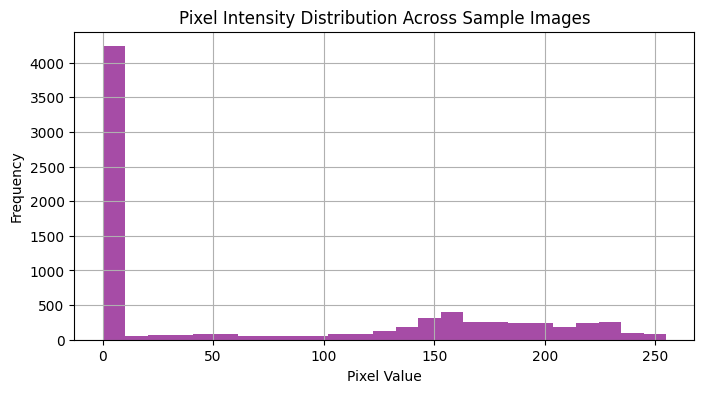 Pixel Intensity Distribution Across Sample Images
Frequency
4000
3500
3000
2500
2000
1500
1000
500
0
0 50 100 150 200 250
Pixel Value